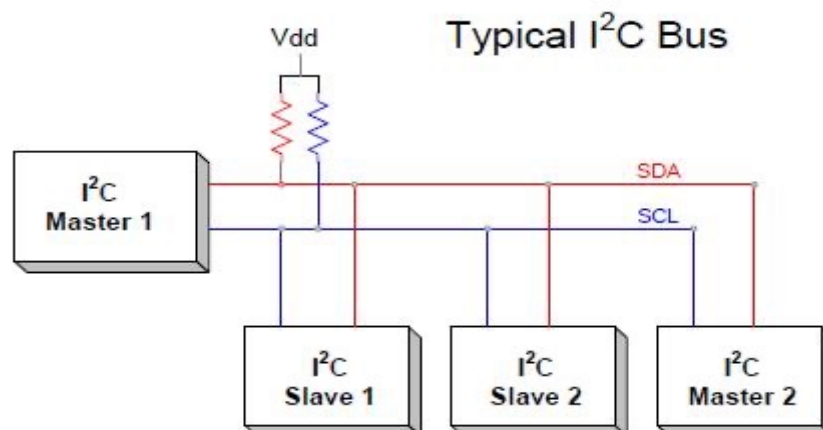 Typical I²C Bus
Vdd
I²C
Master 1
SDA
SCL
I²C
Slave 1
I²C
Slave 2
I²C
Master 2